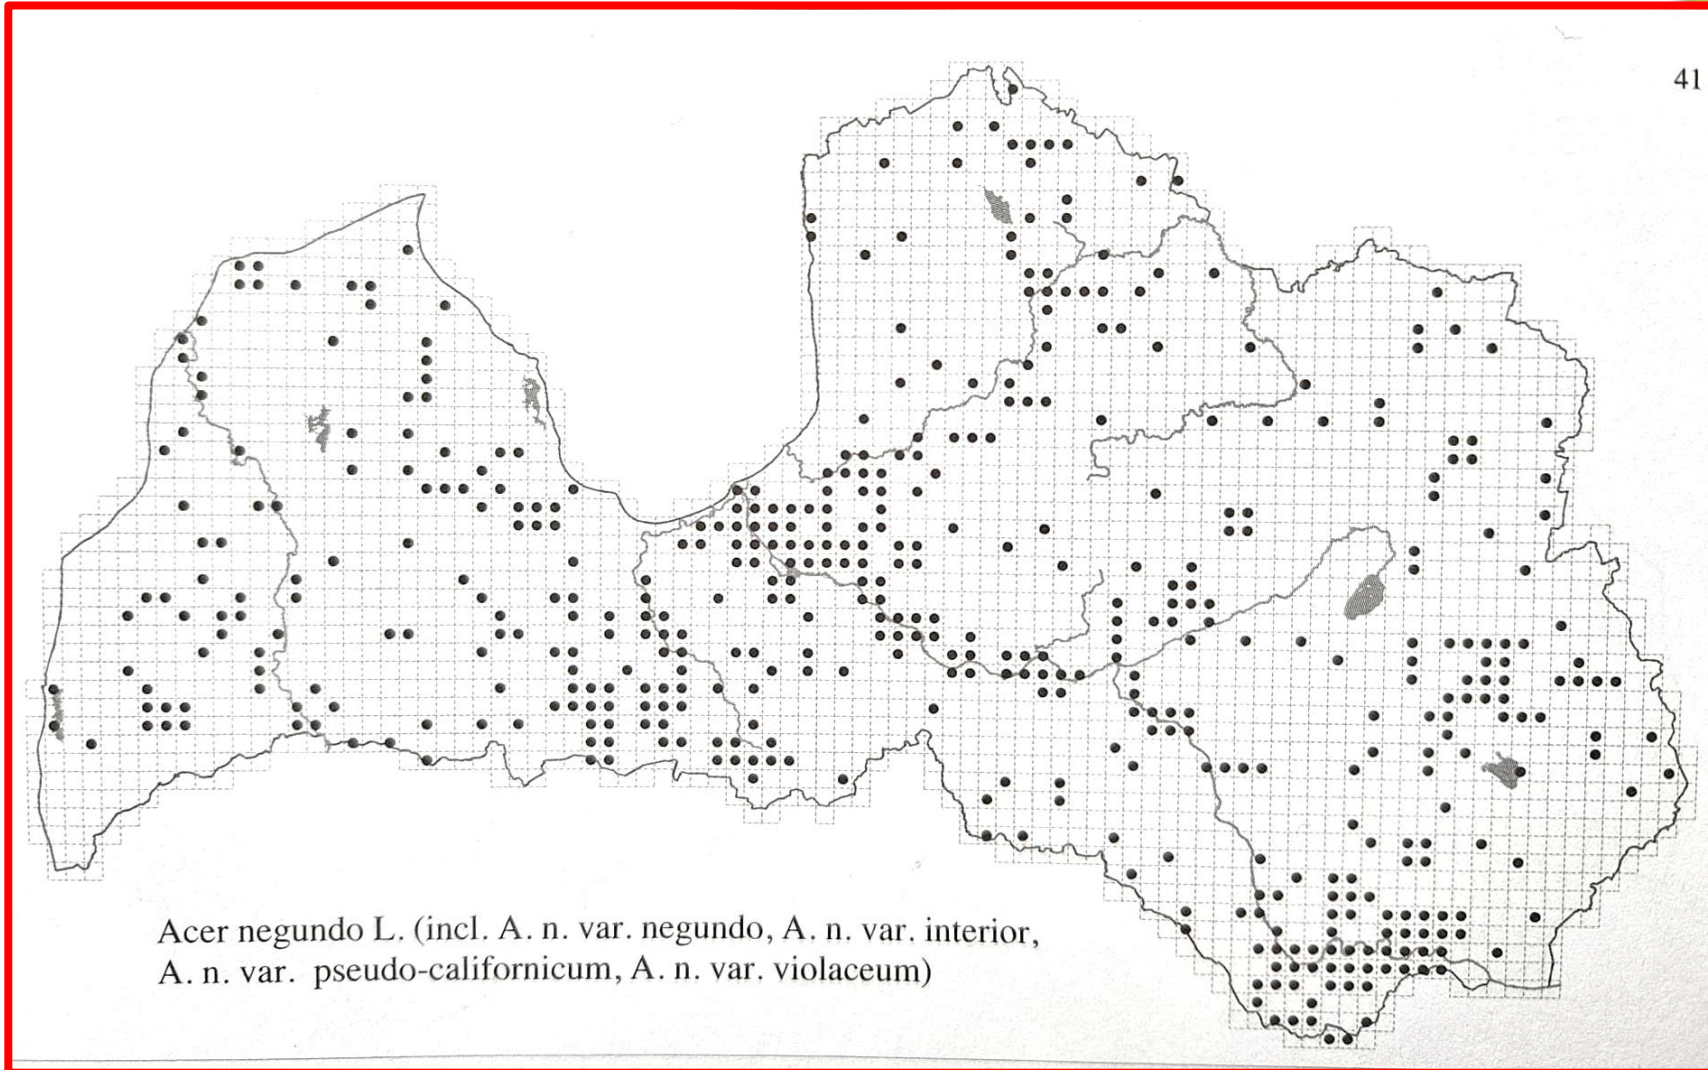 41
Acer negundo L. (incl. A. n. var. negundo, A. n. var. interior,
A. n. var. pseudo-californicum, A. n. var. violaceum)